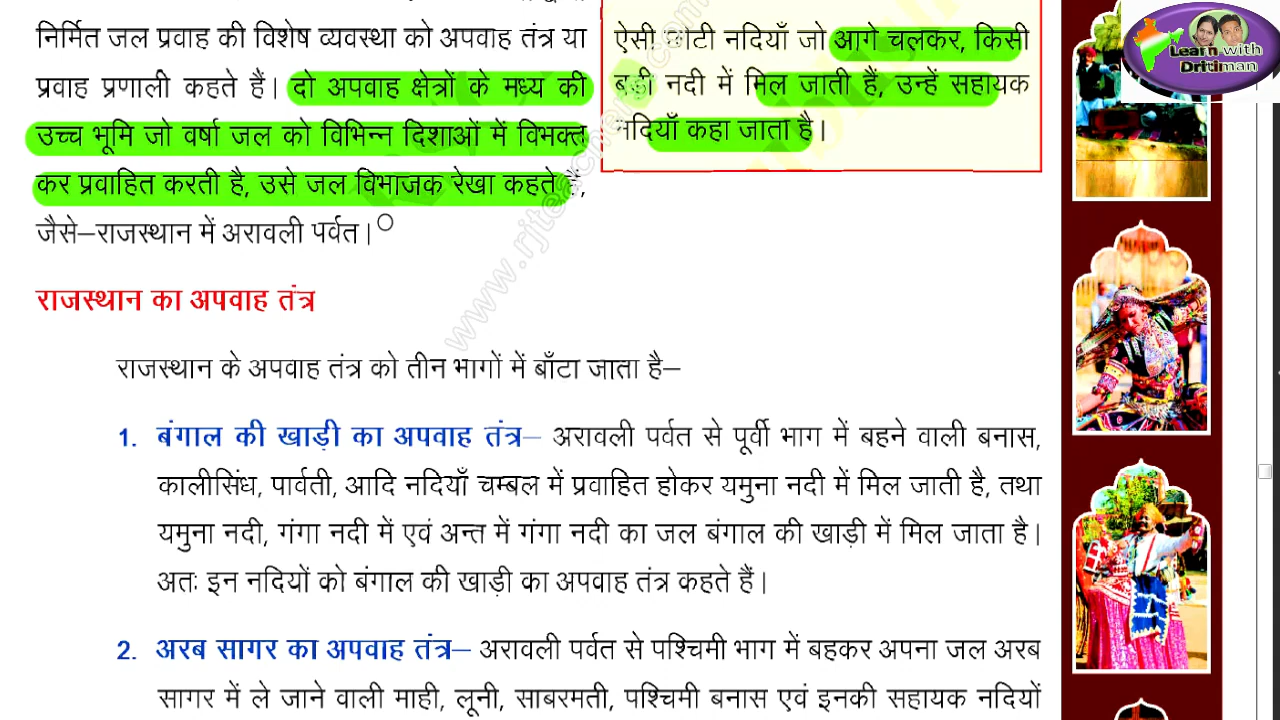 निर्मित जल प्रवाह की विशेष व्यवस्था को अपवाह तंत्र या
प्रवाह प्रणाली कहते हैं। दो अपवाह क्षेत्रों के मध्य की
उच्च भूमि जो वर्षा जल को विभिन्न दिशाओं में विभक्त
कर प्रवाहित करती है, उसे जल विभाजक रेखा कहते हैं,
जैसे–राजस्थान में अरावली पर्वत।
ऐसी छोटी नदियाँ जो आगे चलकर, किसी
बड़ी नदी में मिल जाती हैं, उन्हें सहायक
नदियाँ कहा जाता है।
Learn with
Dritiman
राजस्थान का अपवाह तंत्र
राजस्थान के अपवाह तंत्र को तीन भागों में बाँटा जाता है–
1. बंगाल की खाड़ी का अपवाह तंत्र– अरावली पर्वत से पूर्वी भाग में बहने वाली बनास,
कालीसिंध, पार्वती, आदि नदियाँ चम्बल में प्रवाहित होकर यमुना नदी में मिल जाती है, तथा
यमुना नदी, गंगा नदी में एवं अन्त में गंगा नदी का जल बंगाल की खाड़ी में मिल जाता है।
अतः इन नदियों को बंगाल की खाड़ी का अपवाह तंत्र कहते हैं।
2. अरब सागर का अपवाह तंत्र– अरावली पर्वत से पश्चिमी भाग में बहकर अपना जल अरब
सागर में ले जाने वाली माही, लूनी, साबरमती, पश्चिमी बनास एवं इनकी सहायक नदियों